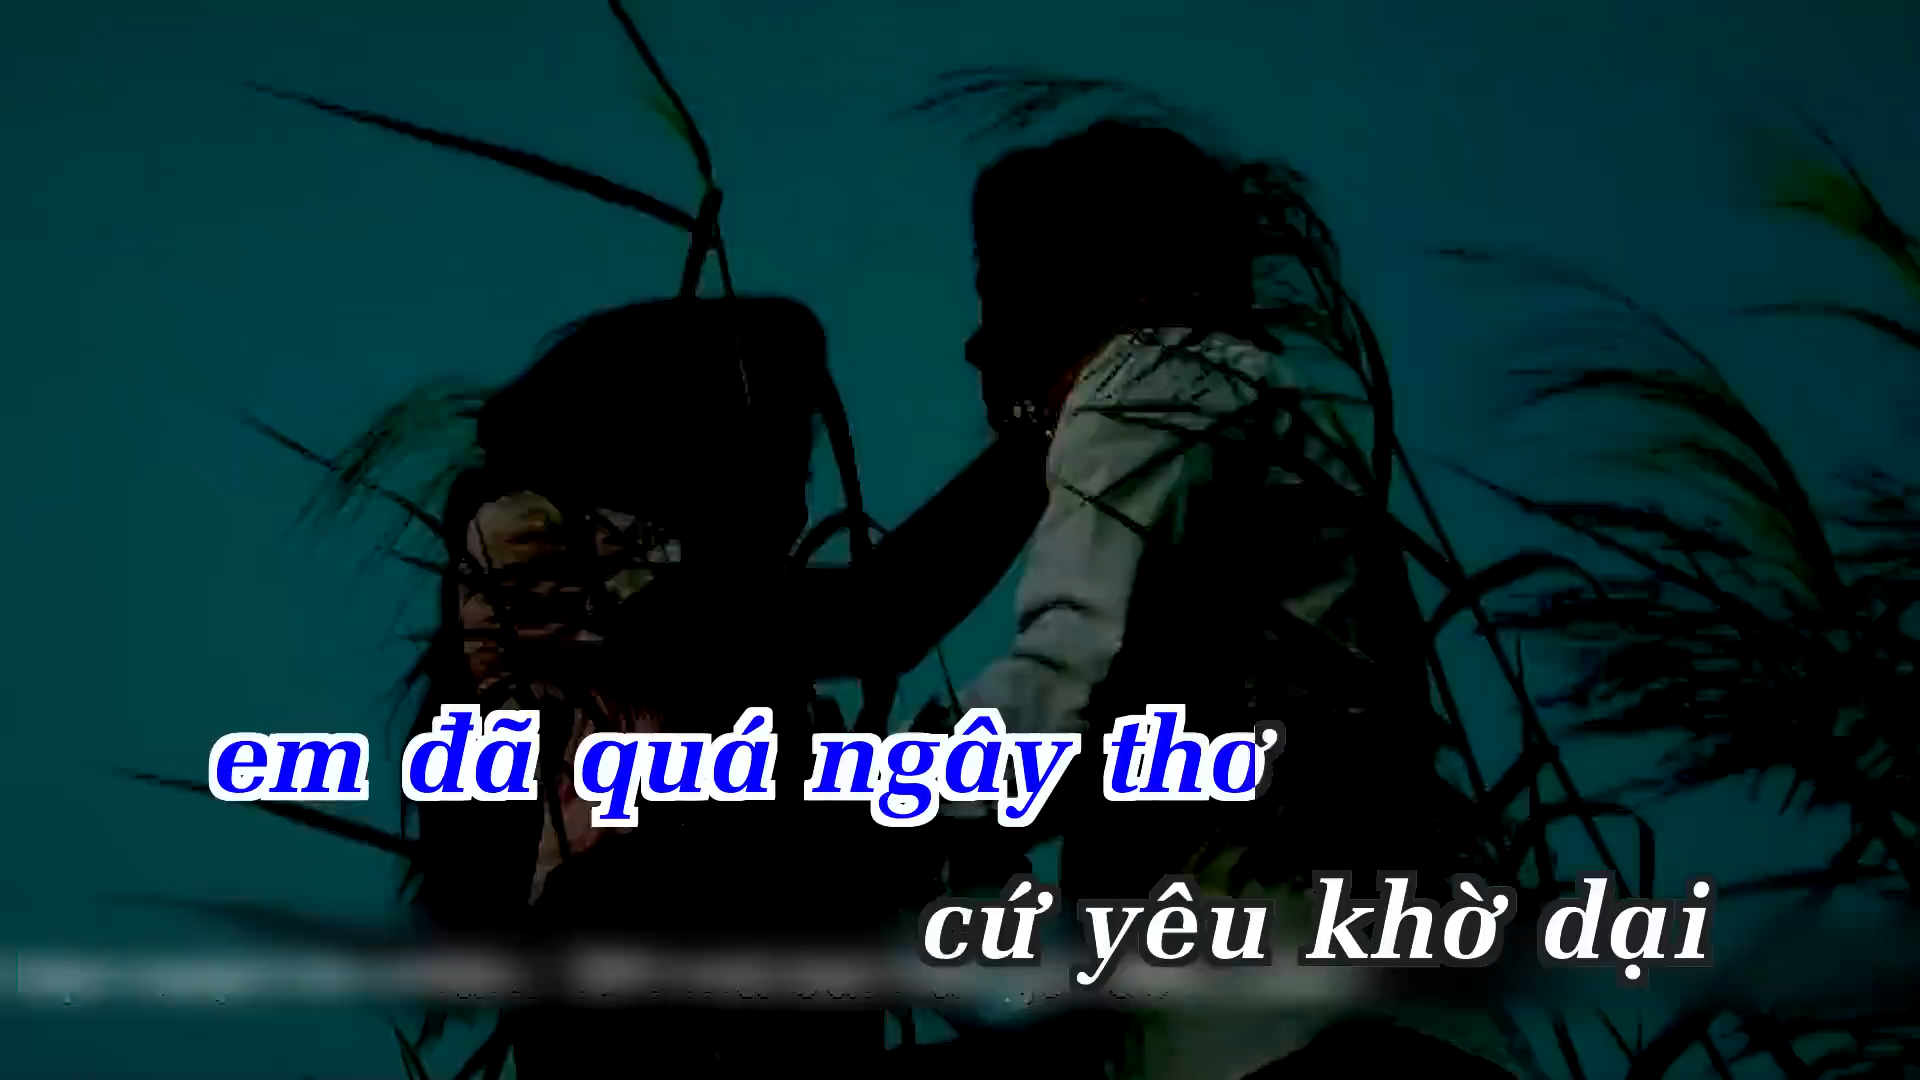 em đã quá ngây thơ
cứ yêu khờ dại